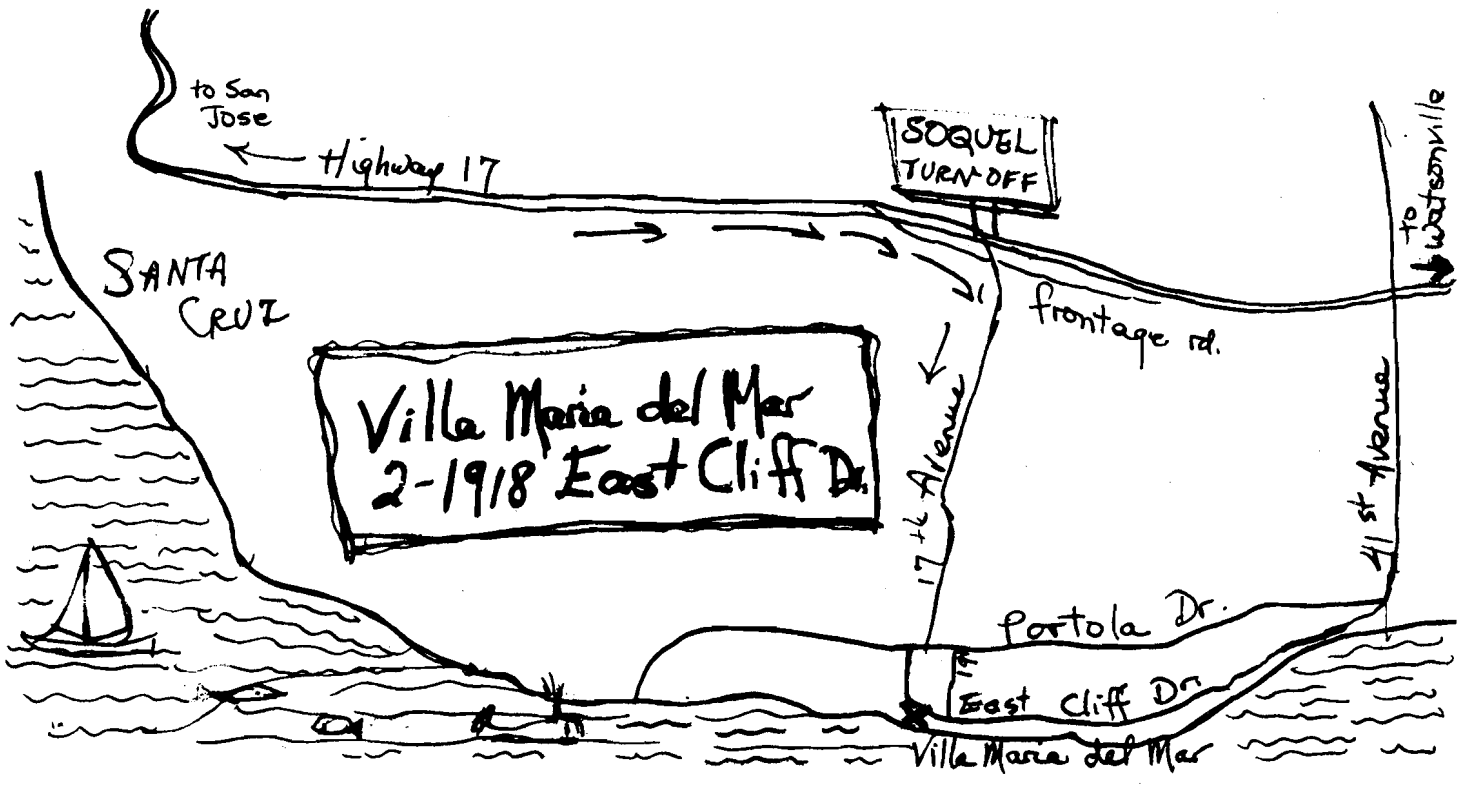 to San
Jose
Highway 17
SOQUEL
TURN OFF
to
Watsonville
SANTA
CRUZ
frontage rd.
Villa Maria del Mar
2-1918 East Cliff Dr.
17th Avenue
41st Avenue
Portola Dr.
19
East Cliff Dr.
Villa Maria del Mar